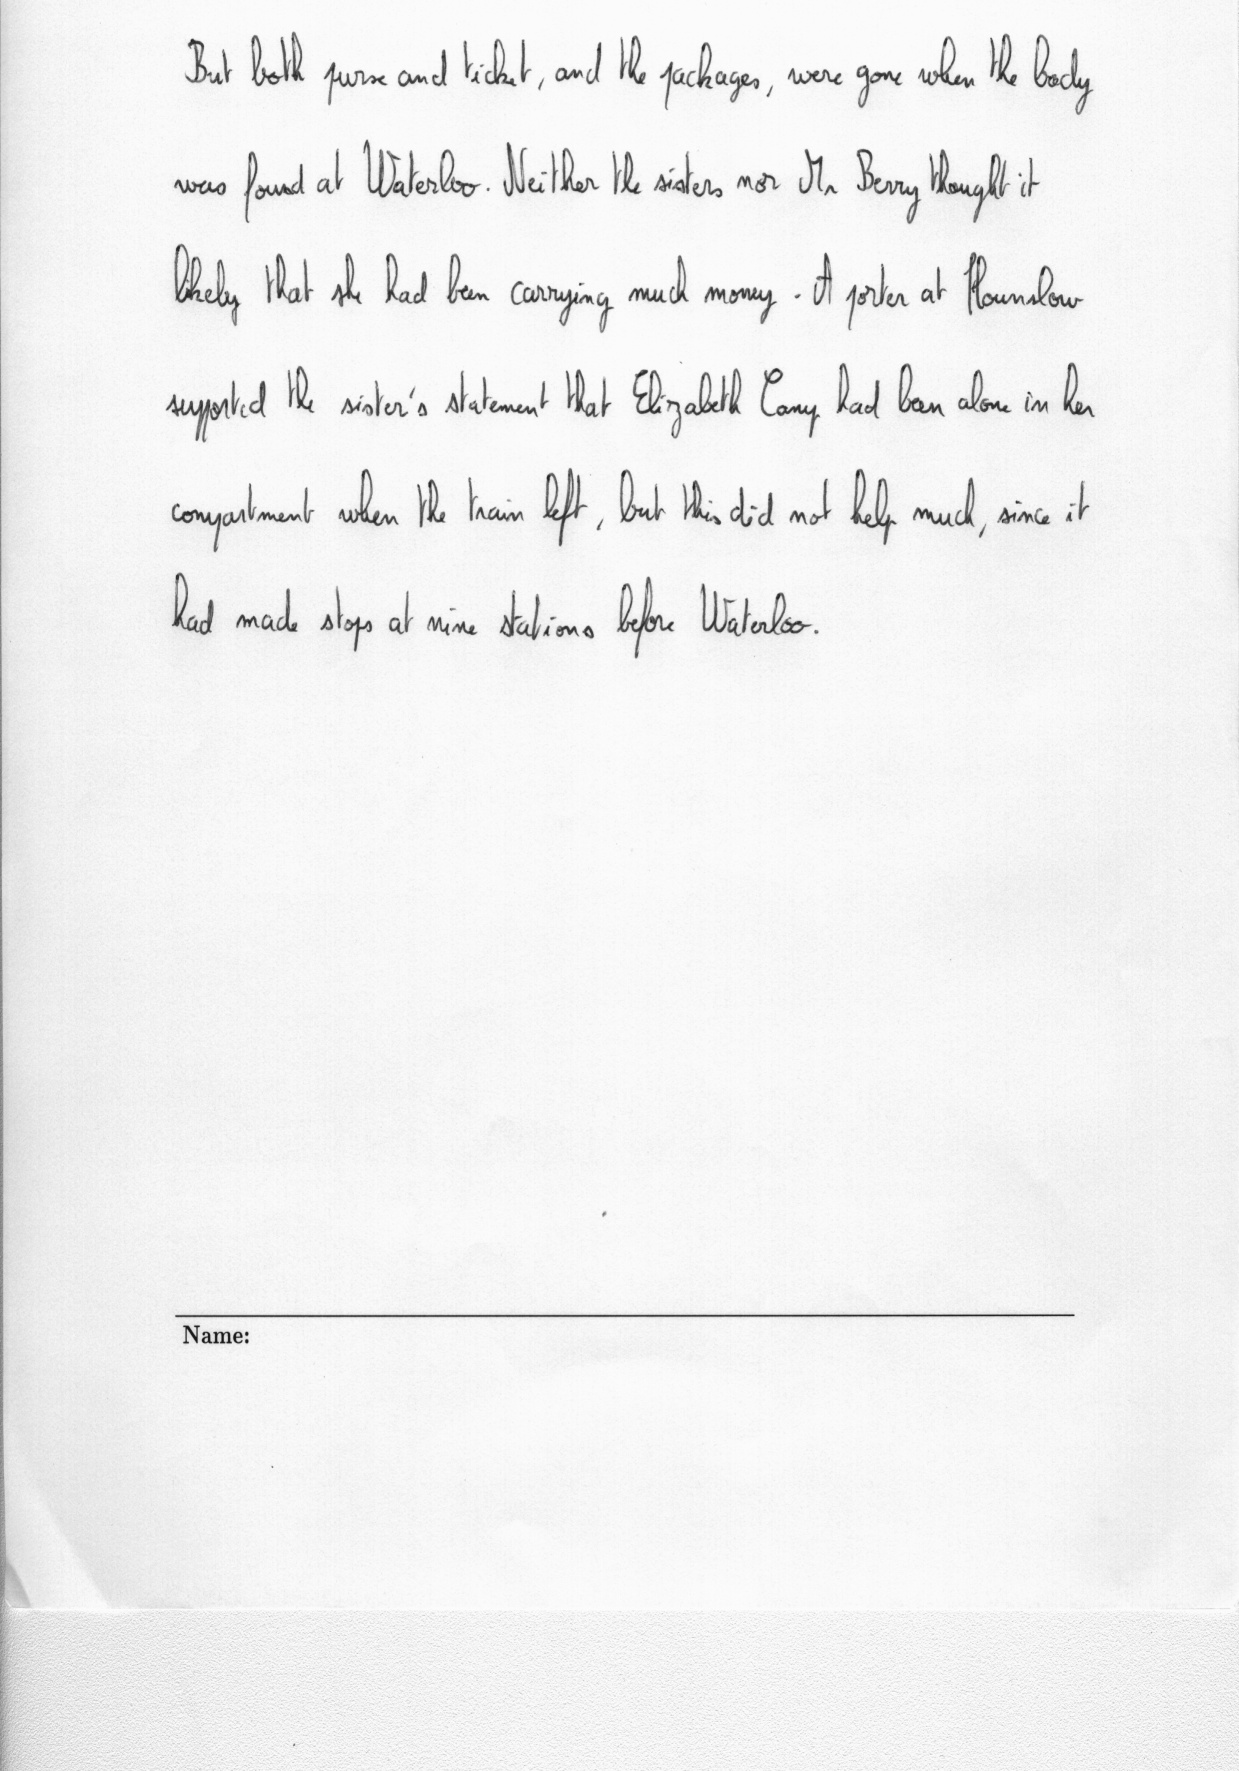 But both purse and ticket, and the packages, were gone when the body
was found at Waterloo. Neither the sisters nor Mr Berry thought it
likely that she had been carrying much money. A porter at Hounslow
supported the sister's statement that Elizabeth Camp had been alone in her
compartment when the train left, but this did not help much, since it
had made stops at nine stations before Waterloo.
Name: